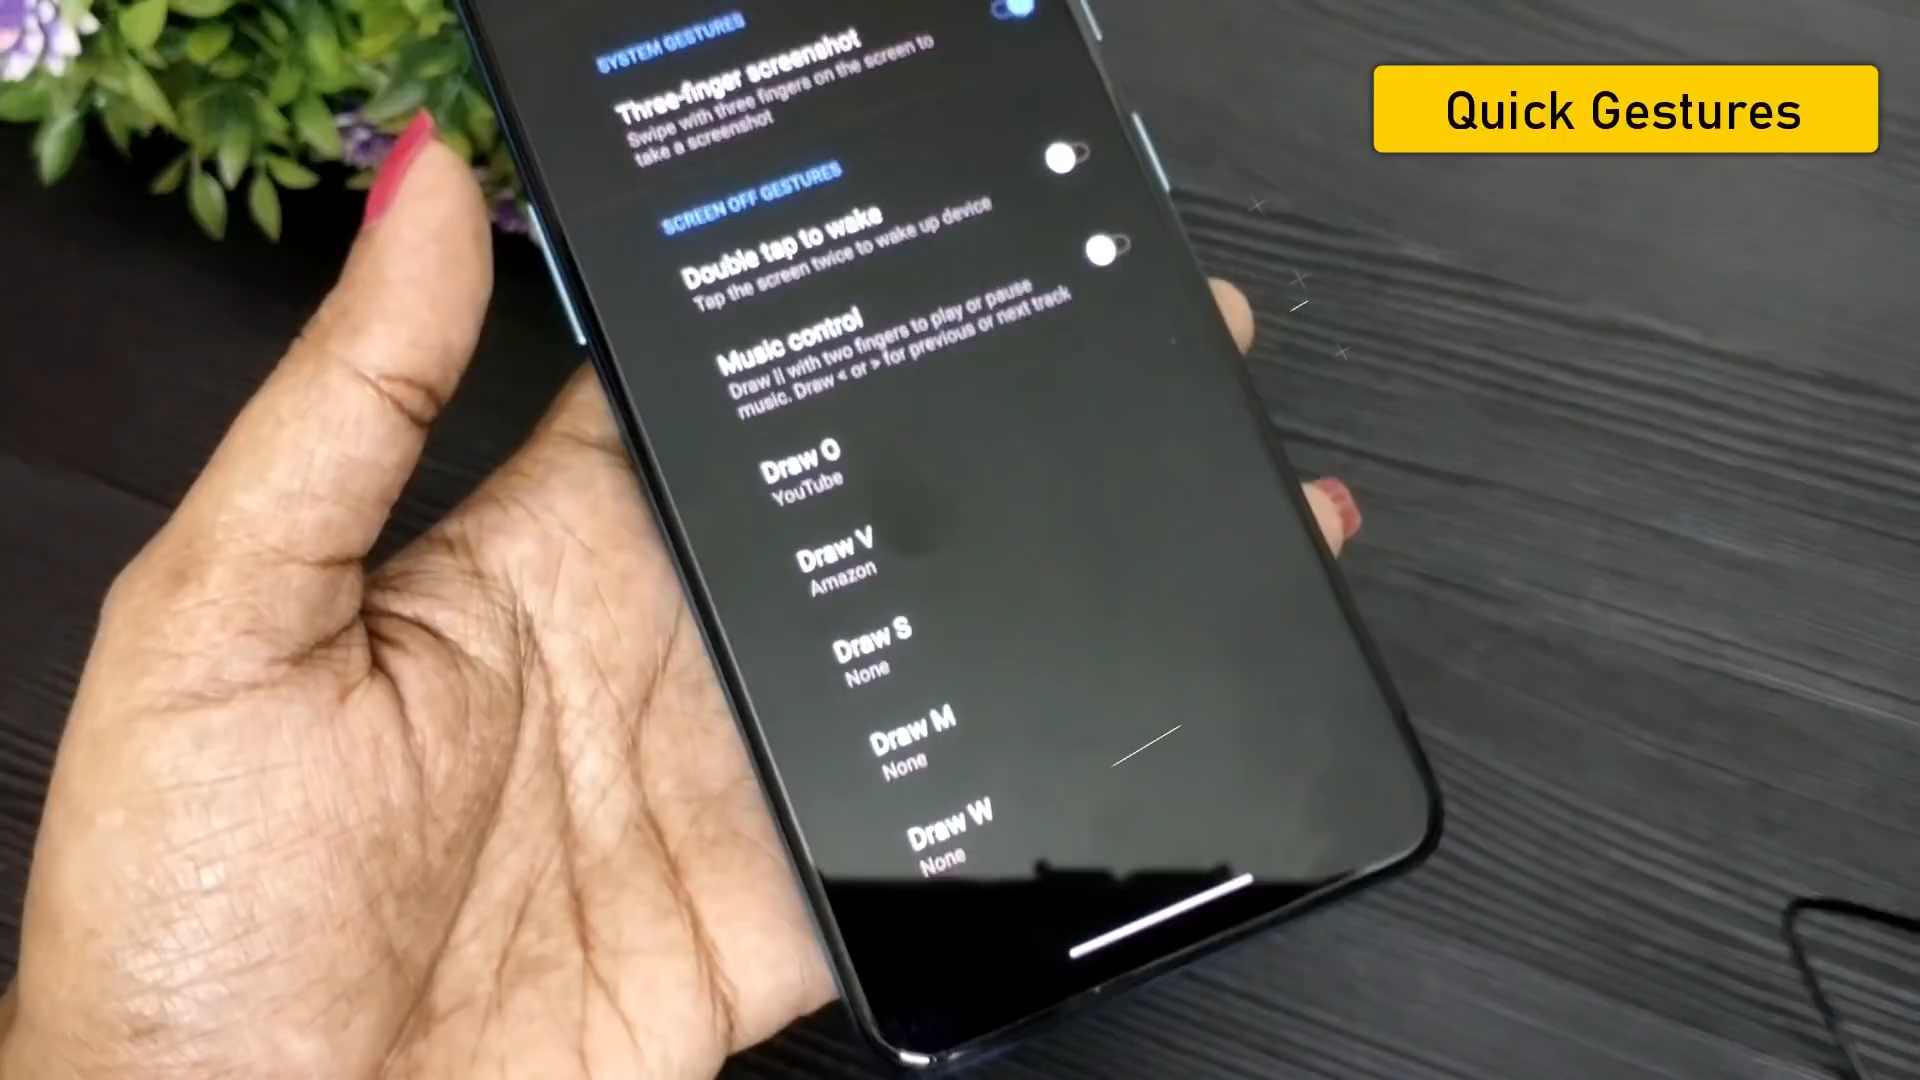 Quick Gestures
SYSTEM GESTURES
Three-finger screenshot
Swipe with three fingers on the screen to
take a screenshot
SCREEN OFF GESTURES
Double tap to wake
Tap the screen twice to wake up device
Music control
Draw || with two fingers to play or pause
music. Draw < or > for previous or next track
Draw O
YouTube
Draw V
Amazon
Draw S
None
Draw M
None
Draw W
None